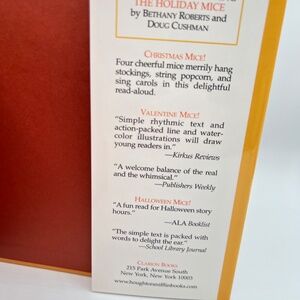 THE HOLIDAY MICE
by BETHANY ROBERTS and
DOUG CUSHMAN
CHRISTMAS MICE!
Four cheerful mice merrily hang
stockings, string popcorn, and
sing carols in this delightful
read-aloud.
VALENTINE MICE!
"Simple rhythmic text and
action-packed line and water-
color illustrations will draw
young readers in."
—Kirkus Reviews
"A welcome balance of the real
and the whimsical."
—Publishers Weekly
HALLOWEEN MICE!
"A fun read for Halloween story
hours."
—ALA Booklist
"The simple text is packed with
words to delight the ear."
—School Library Journal
CLARION BOOKS
215 Park Avenue South
New York, New York 10003
www.houghtonmifflinbooks.com